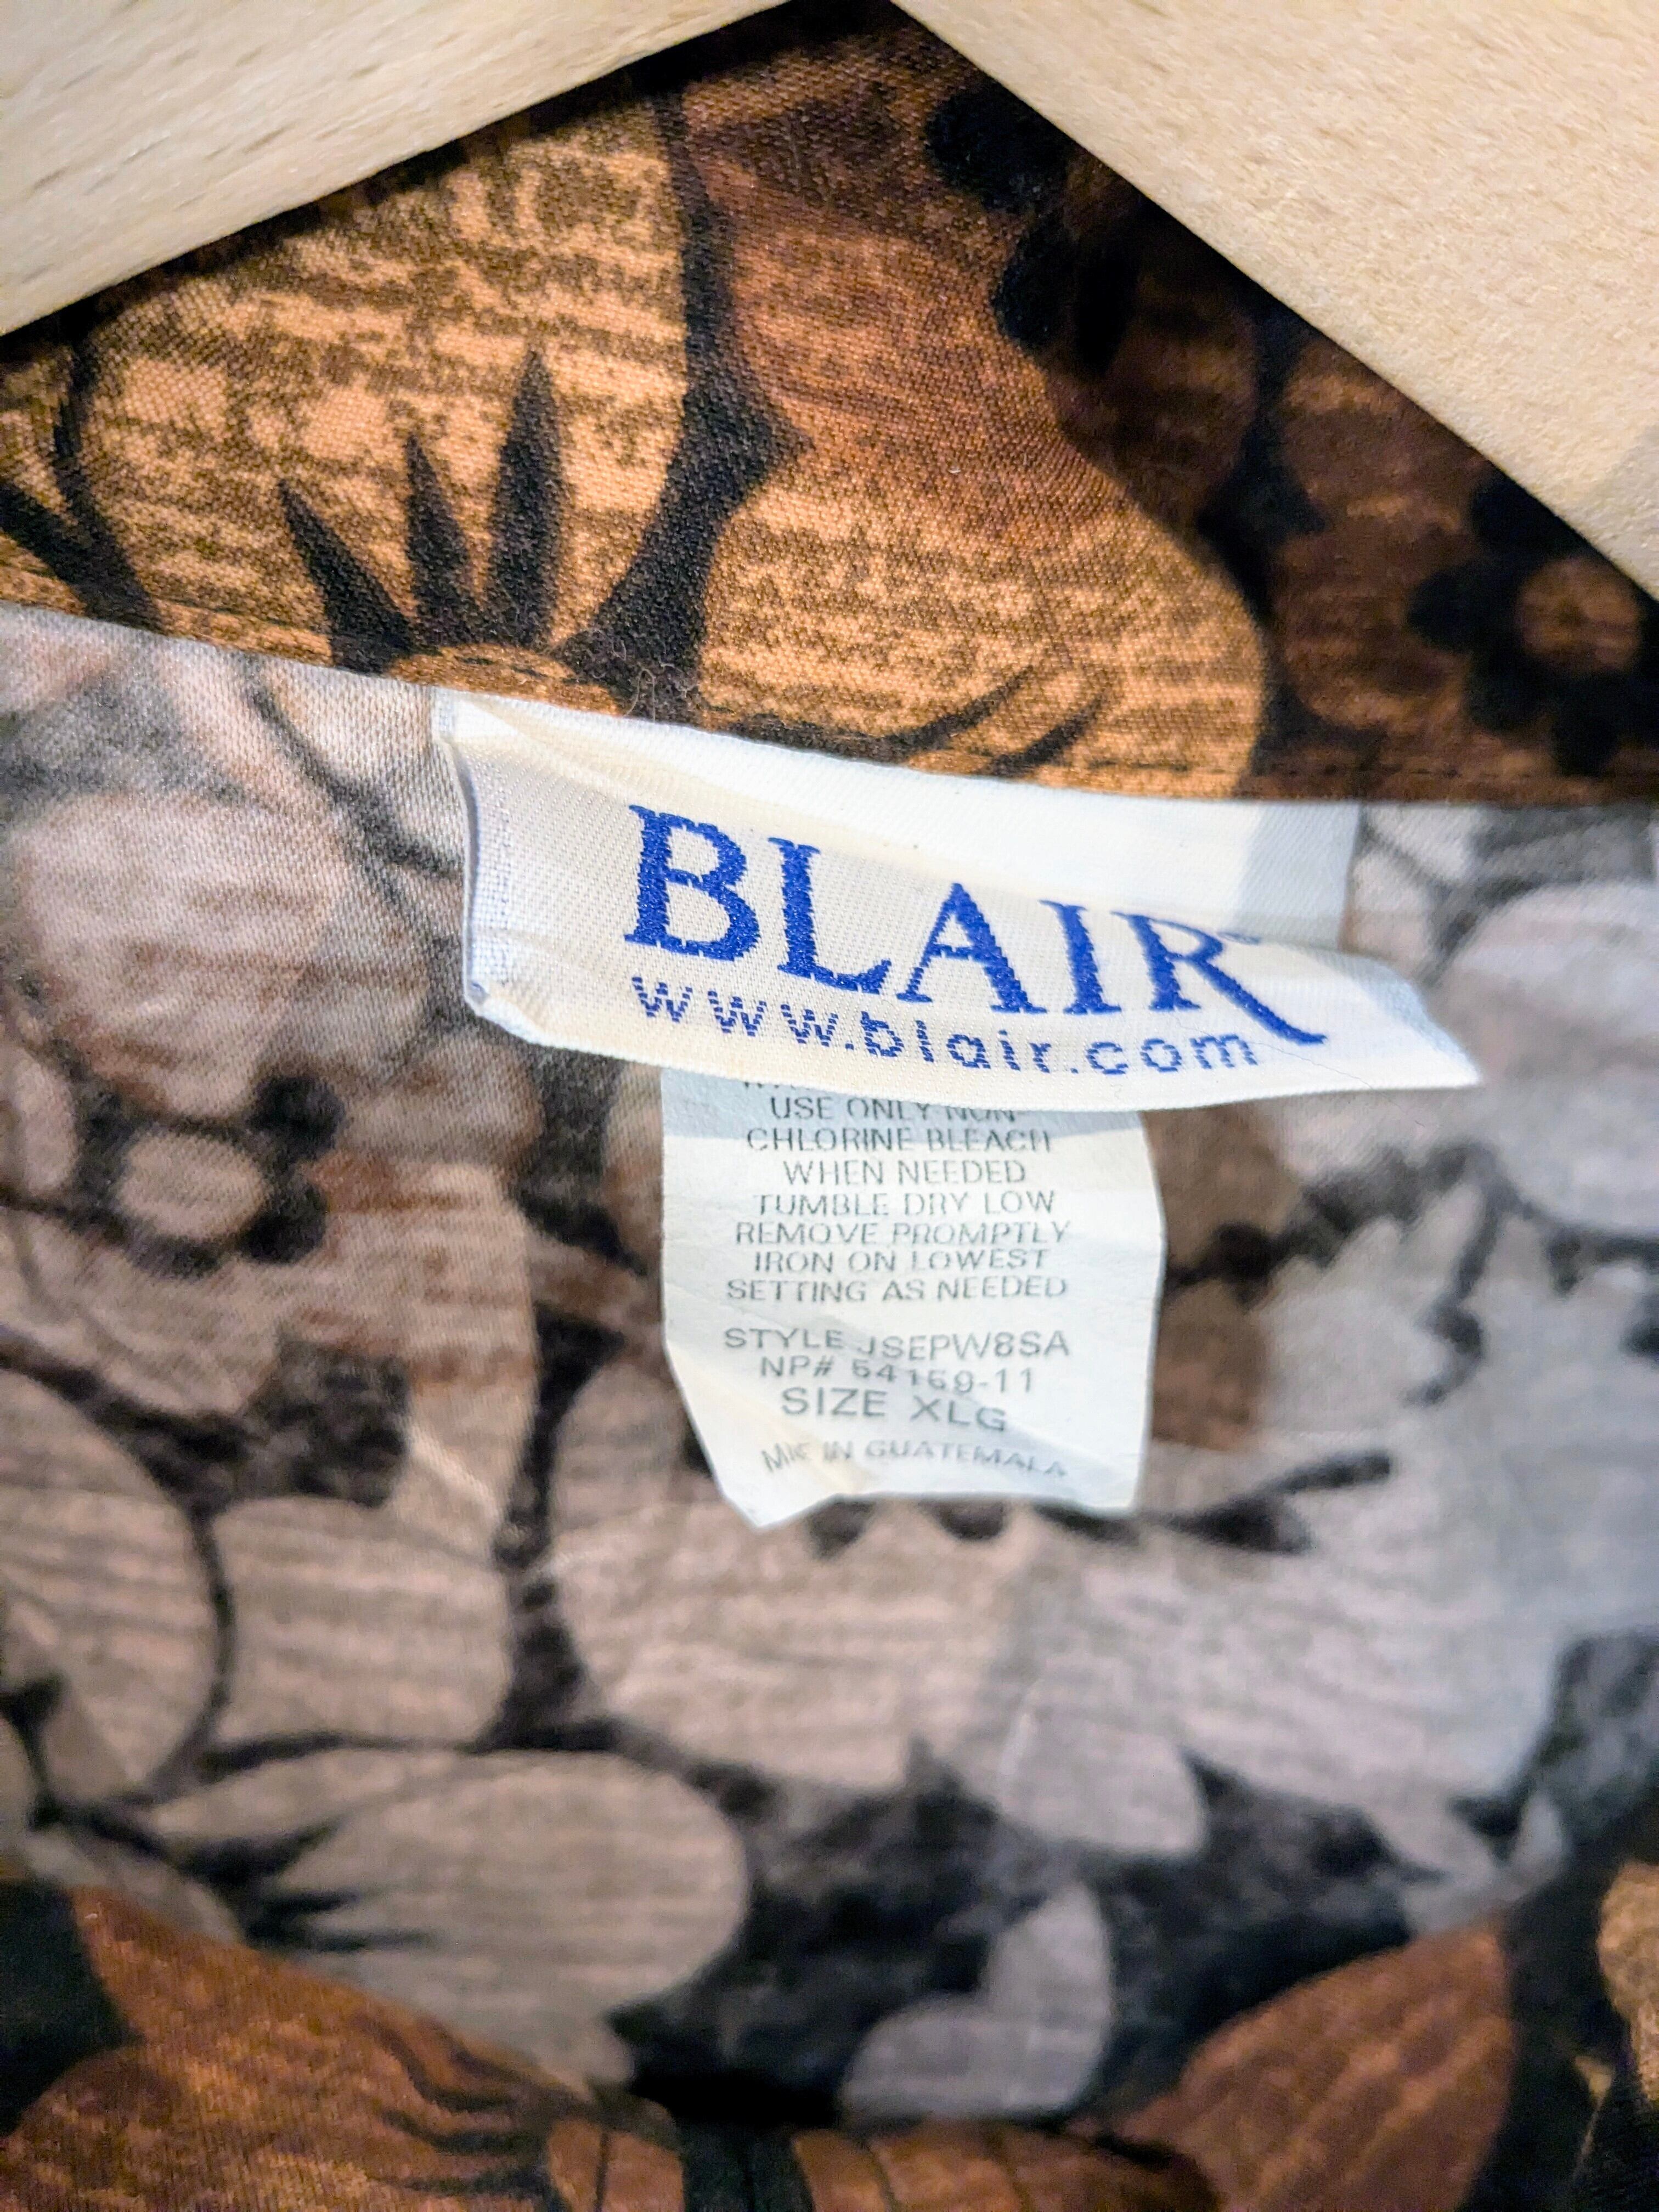 BLAIR®
www.blair.com
USE ONLY NON-
CHLORINE BLEACH
WHEN NEEDED
TUMBLE DRY LOW
REMOVE PROMPTLY
IRON ON LOWEST
SETTING AS NEEDED
STYLE JSEPW8SA
NP# 54169-11
SIZE XLG
IN GUATEMALA